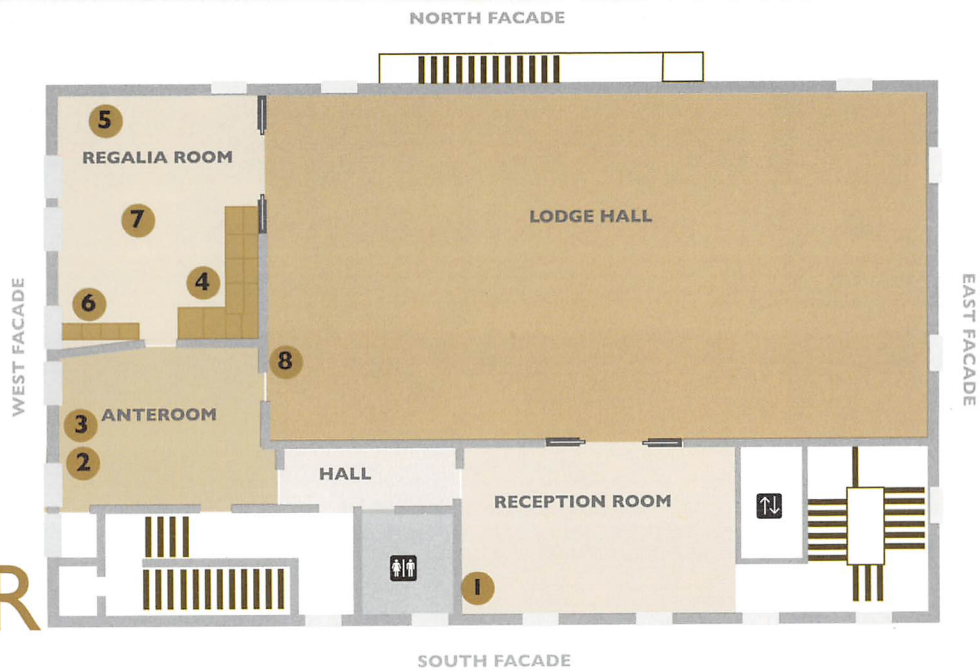 NORTH FACADE
5
REGALIA ROOM
7
LODGE HALL
4
6
WEST FACADE
EAST FACADE
8
3
ANTEROOM
2
HALL
RECEPTION ROOM
R
1
SOUTH FACADE